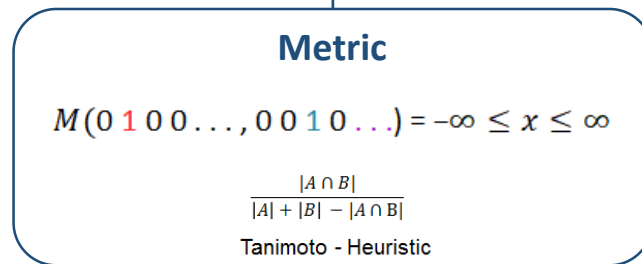 Metric
M(0 1 0 0 . . . , 0 0 1 0 . . .) = −∞ ≤ x ≤ ∞
|A ∩ B|
|A| + |B| − |A ∩ B|
Tanimoto - Heuristic